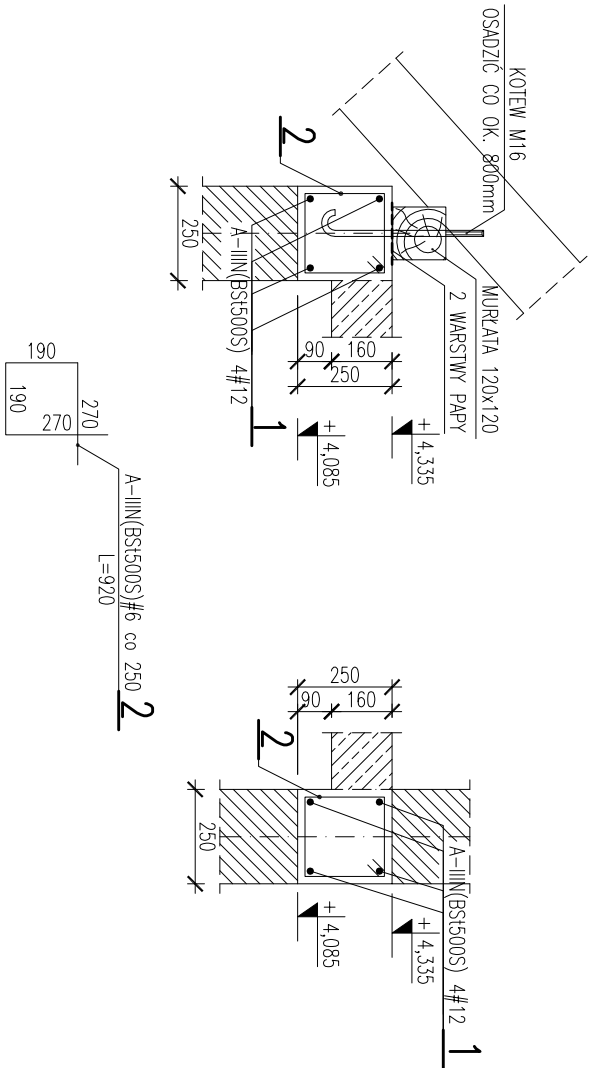 KOTEW M16
OSADZIĆ CO OK. 800mm
MURŁATA 120x120
2 WARSTWY PAPY
2
250
A-IIIN(BSt500S) 4#12
1
90
160
250
+ 4,335
+ 4,085
190
190
270
270
A-IIIN(BSt500S)#6 co 250
L=920
2
250
90
160
2
250
A-IIIN(BSt500S) 4#12
1
+ 4,335
+ 4,085